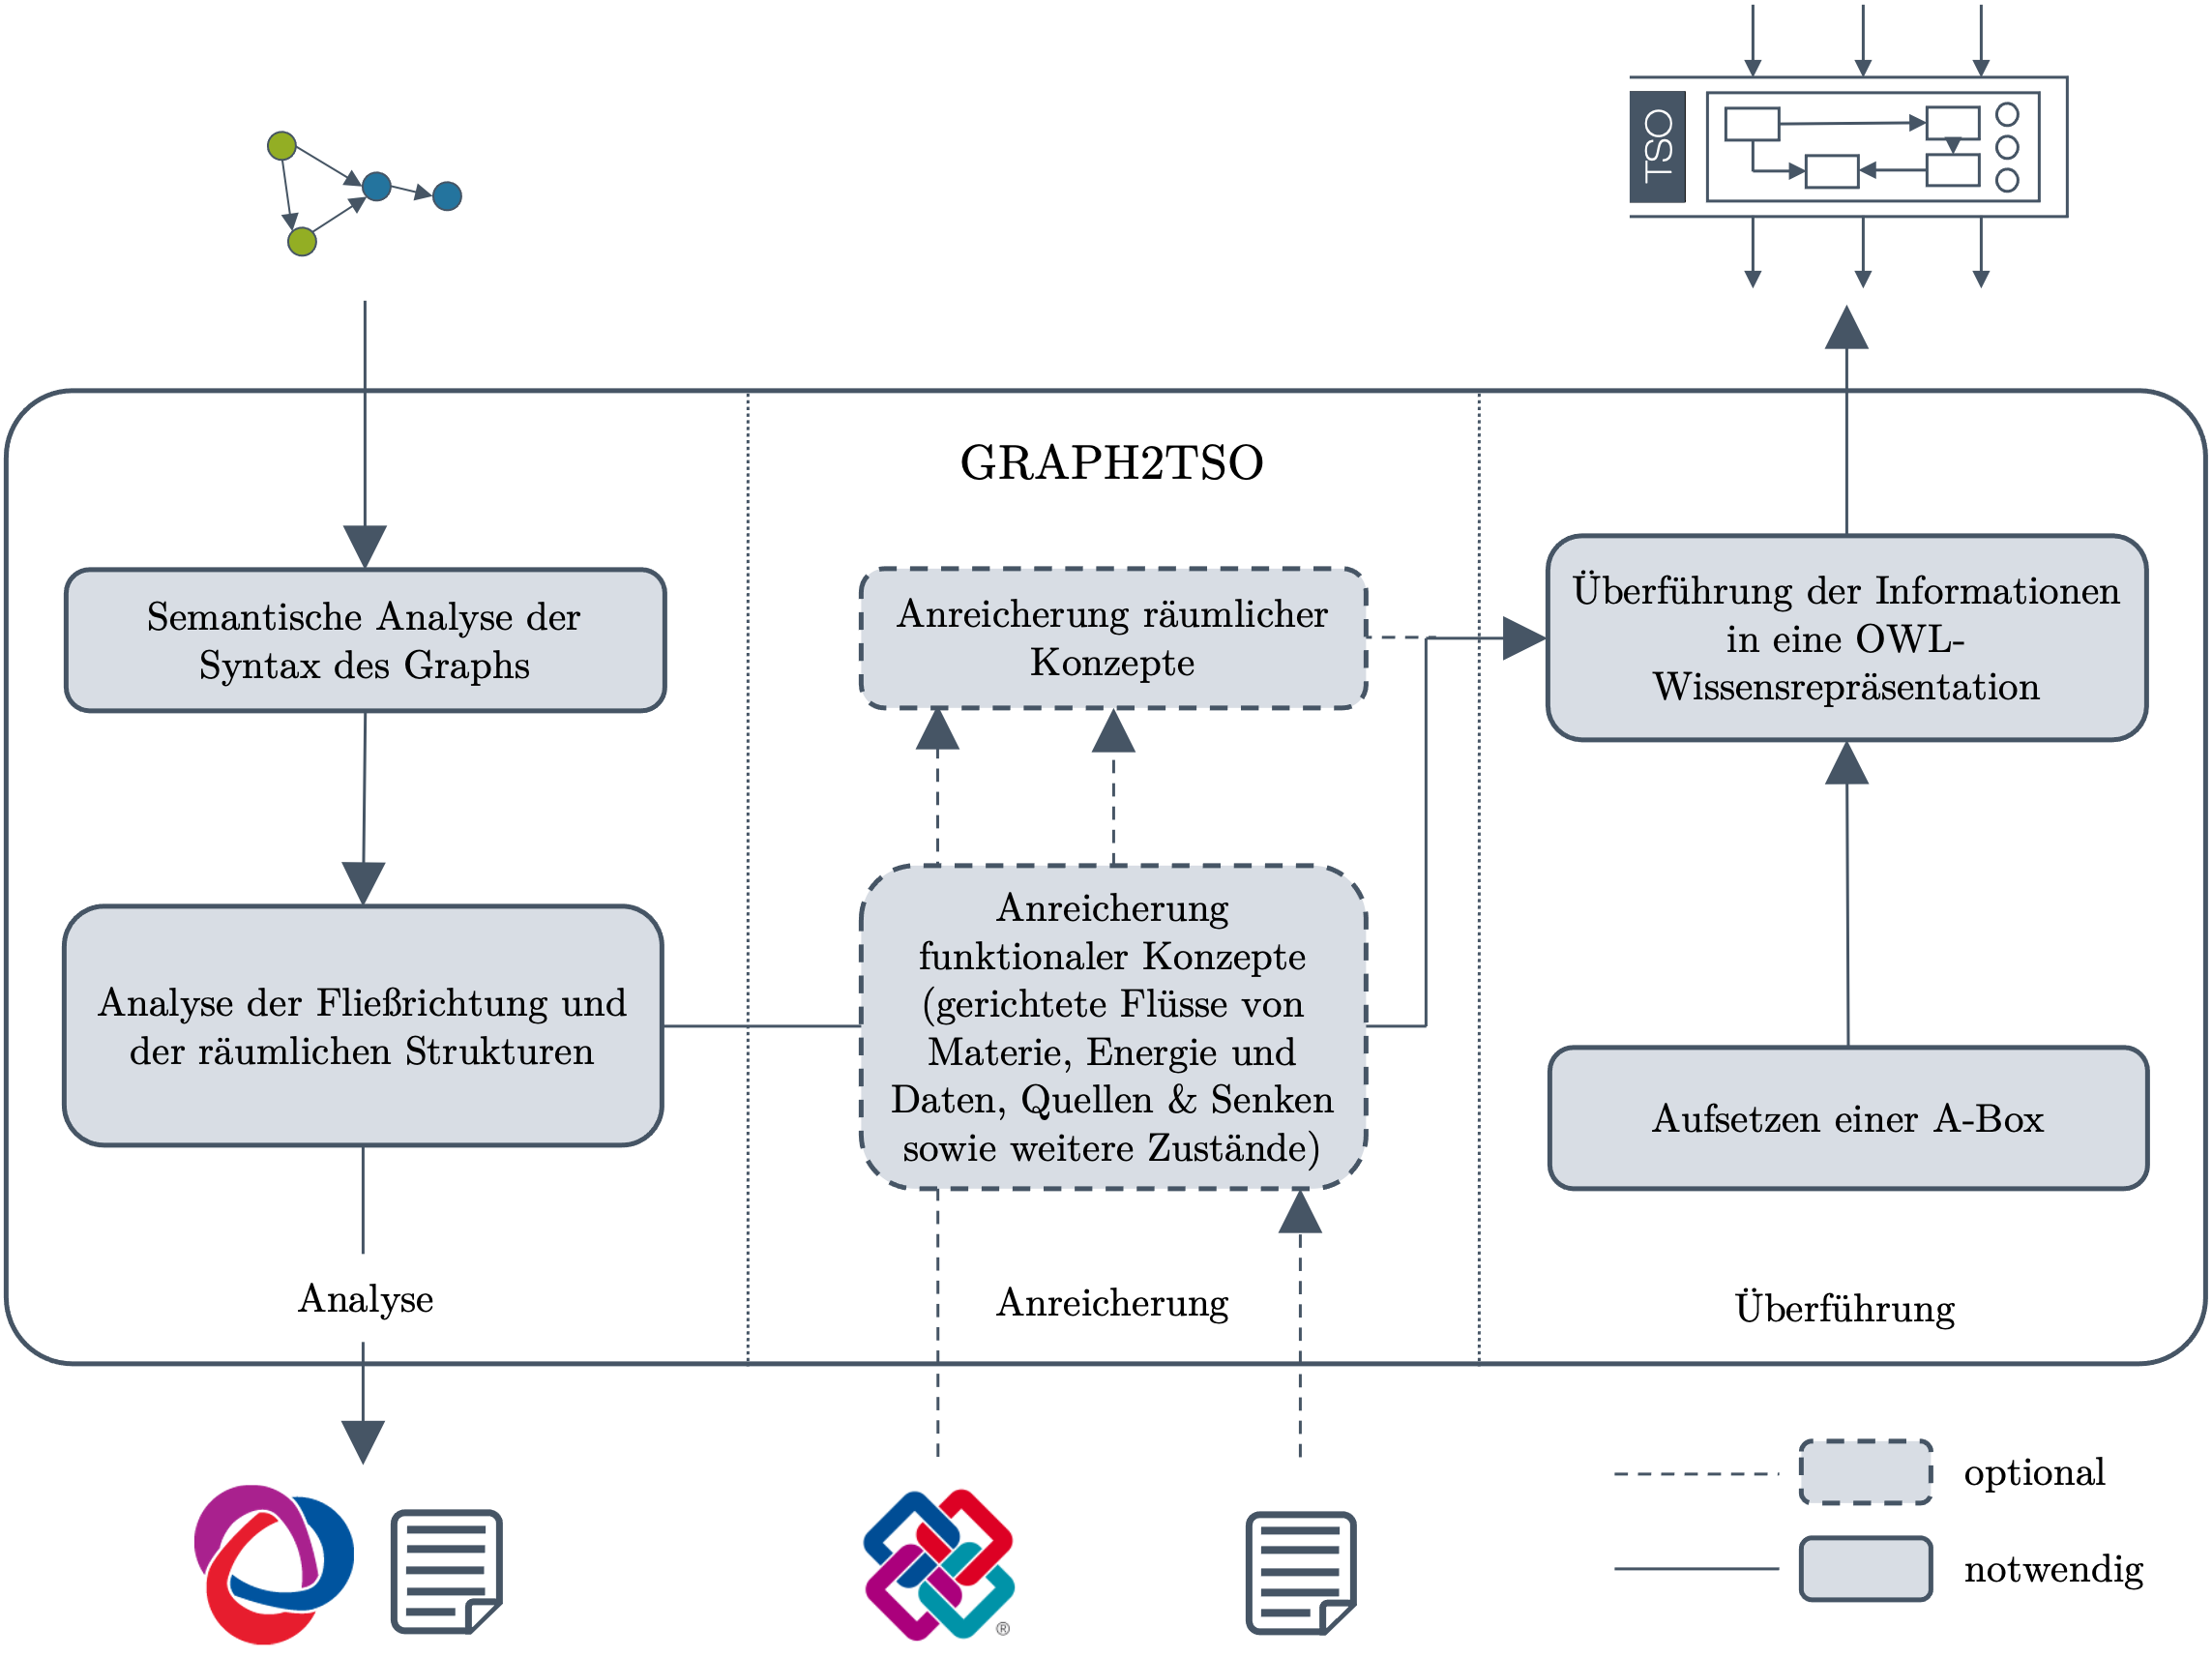 TSO
GRAPH2TSO
Semantische Analyse der
Syntax des Graphs
Analyse der Fließrichtung und
der räumlichen Strukturen
Analyse
Anreicherung räumlicher
Konzepte
Anreicherung
funktionaler Konzepte
(gerichtete Flüsse von
Materie, Energie und
Daten, Quellen & Senken
sowie weitere Zustände)
Anreicherung
Überführung der Informationen
in eine OWL-
Wissensrepräsentation
Aufsetzen einer A-Box
Überführung
®
optional
notwendig